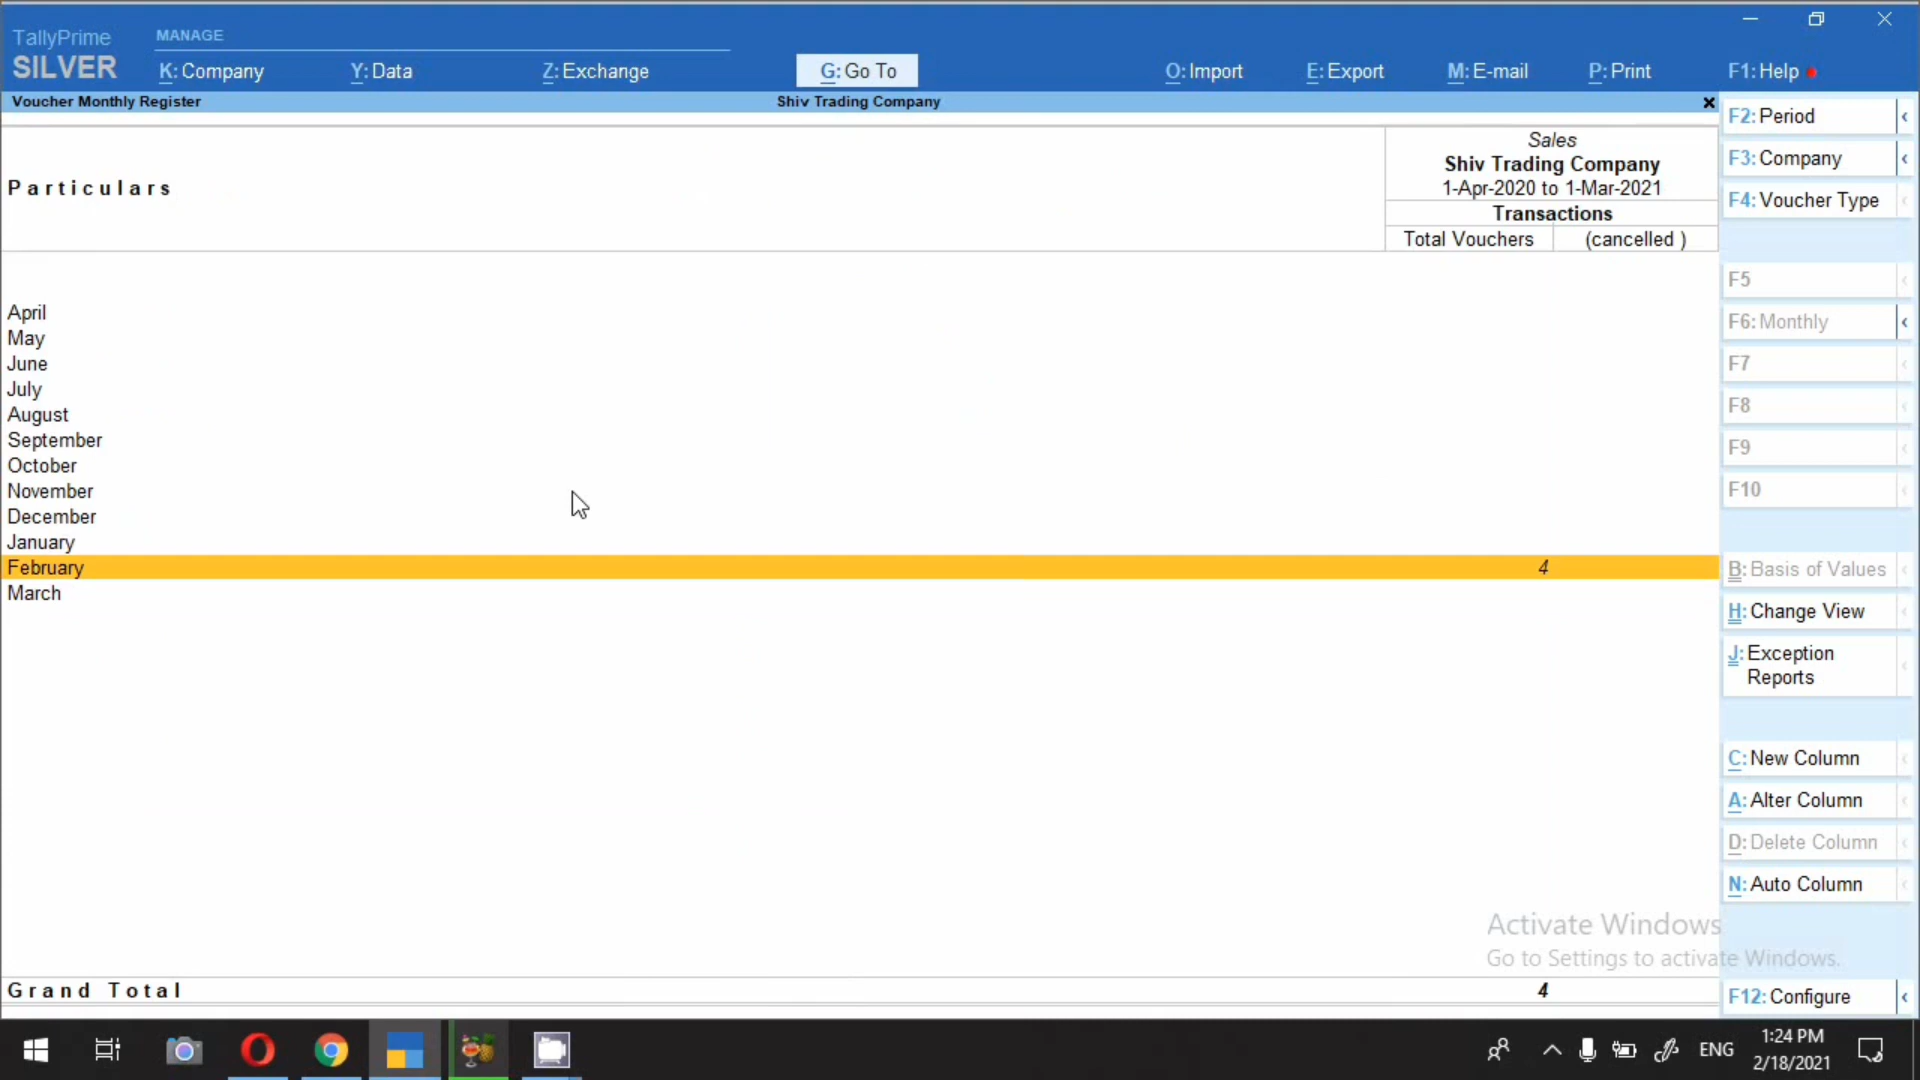 TallyPrime
SILVER
MANAGE
K: Company
Y: Data
Z: Exchange
G: Go To
O: Import
E: Export
M: E-mail
P: Print
F1: Help
Voucher Monthly Register
Shiv Trading Company
Particulars
Sales
Shiv Trading Company
1-Apr-2020 to 1-Mar-2021
Transactions
Total Vouchers (cancelled )
April
May
June
July
August
September
October
November
December
January
February 4
March
Grand Total 4
F2: Period
F3: Company
F4: Voucher Type
F5
F6: Monthly
F7
F8
F9
F10
B: Basis of Values
H: Change View
J: Exception
Reports
C: New Column
A: Alter Column
D: Delete Column
N: Auto Column
Activate Windows
Go to Settings to activate Windows.
F12: Configure
ENG
1:24 PM
2/18/2021